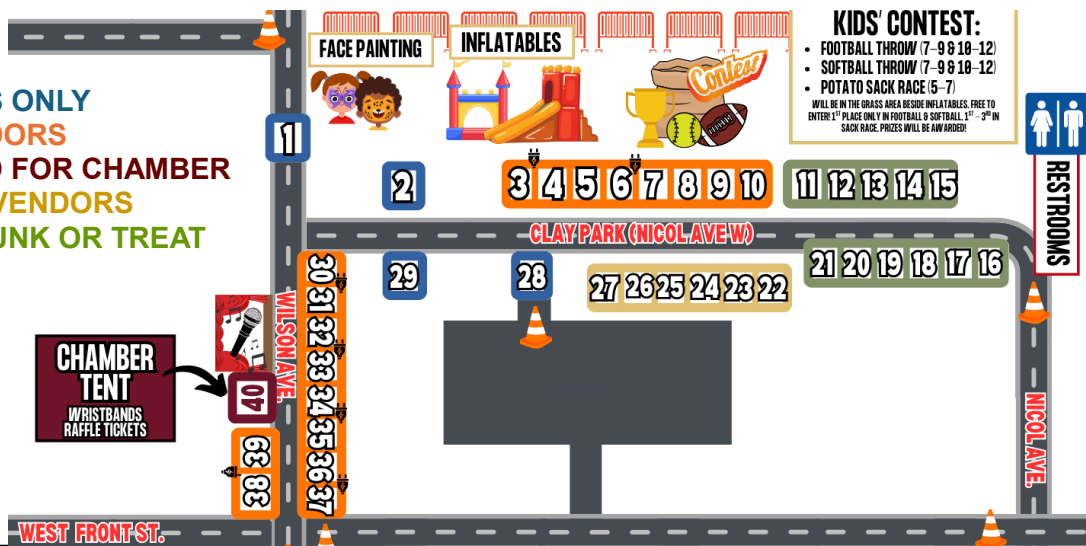 S ONLY
DORS
D FOR CHAMBER
VENDORS
UNK OR TREAT
FACE PAINTING
INFLATABLES
Contest
KIDS' CONTEST:
• FOOTBALL THROW (7-9 & 10-12)
• SOFTBALL THROW (7-9 & 10-12)
• POTATO SACK RACE (5-7)
WILL BE IN THE GRASS AREA BESIDE INFLATABLES. FREE TO
ENTER! 1ST PLACE ONLY IN FOOTBALL & SOFTBALL. 1ST - 3RD IN
SACK RACE. PRIZES WILL BE AWARDED!
RESTROOMS
1
2
3 4 5 6 7 8 9 10
11 12 13 14 15
CLAY PARK (NICOL AVE W)
29
28
27 26 25 24 23 22
21 20 19 18 17 16
30 31 32 33 34 35 36 37
WILSON AVE.
CHAMBER
TENT
WRISTBANDS
RAFFLE TICKETS
40
39
38
NICOL AVE.
WEST FRONT ST.